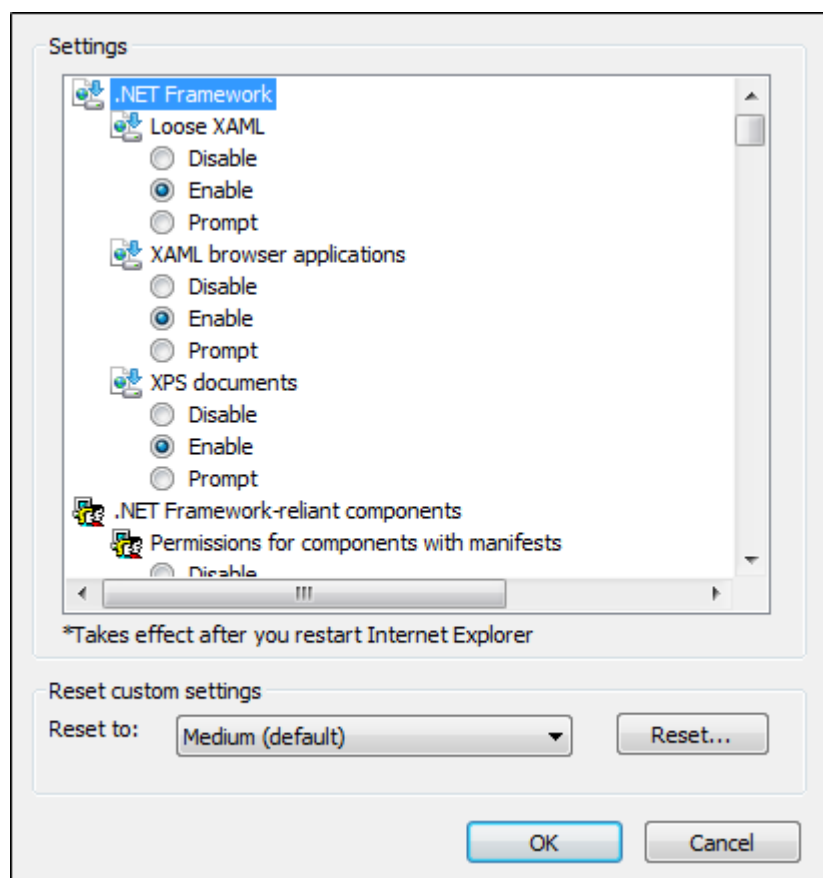 Settings
.NET Framework
Loose XAML
Disable
Enable
Prompt
XAML browser applications
Disable
Enable
Prompt
XPS documents
Disable
Enable
Prompt
.NET Framework-reliant components
Permissions for components with manifests
Disable
*Takes effect after you restart Internet Explorer
Reset custom settings
Reset to: Medium (default) Reset...
OK Cancel